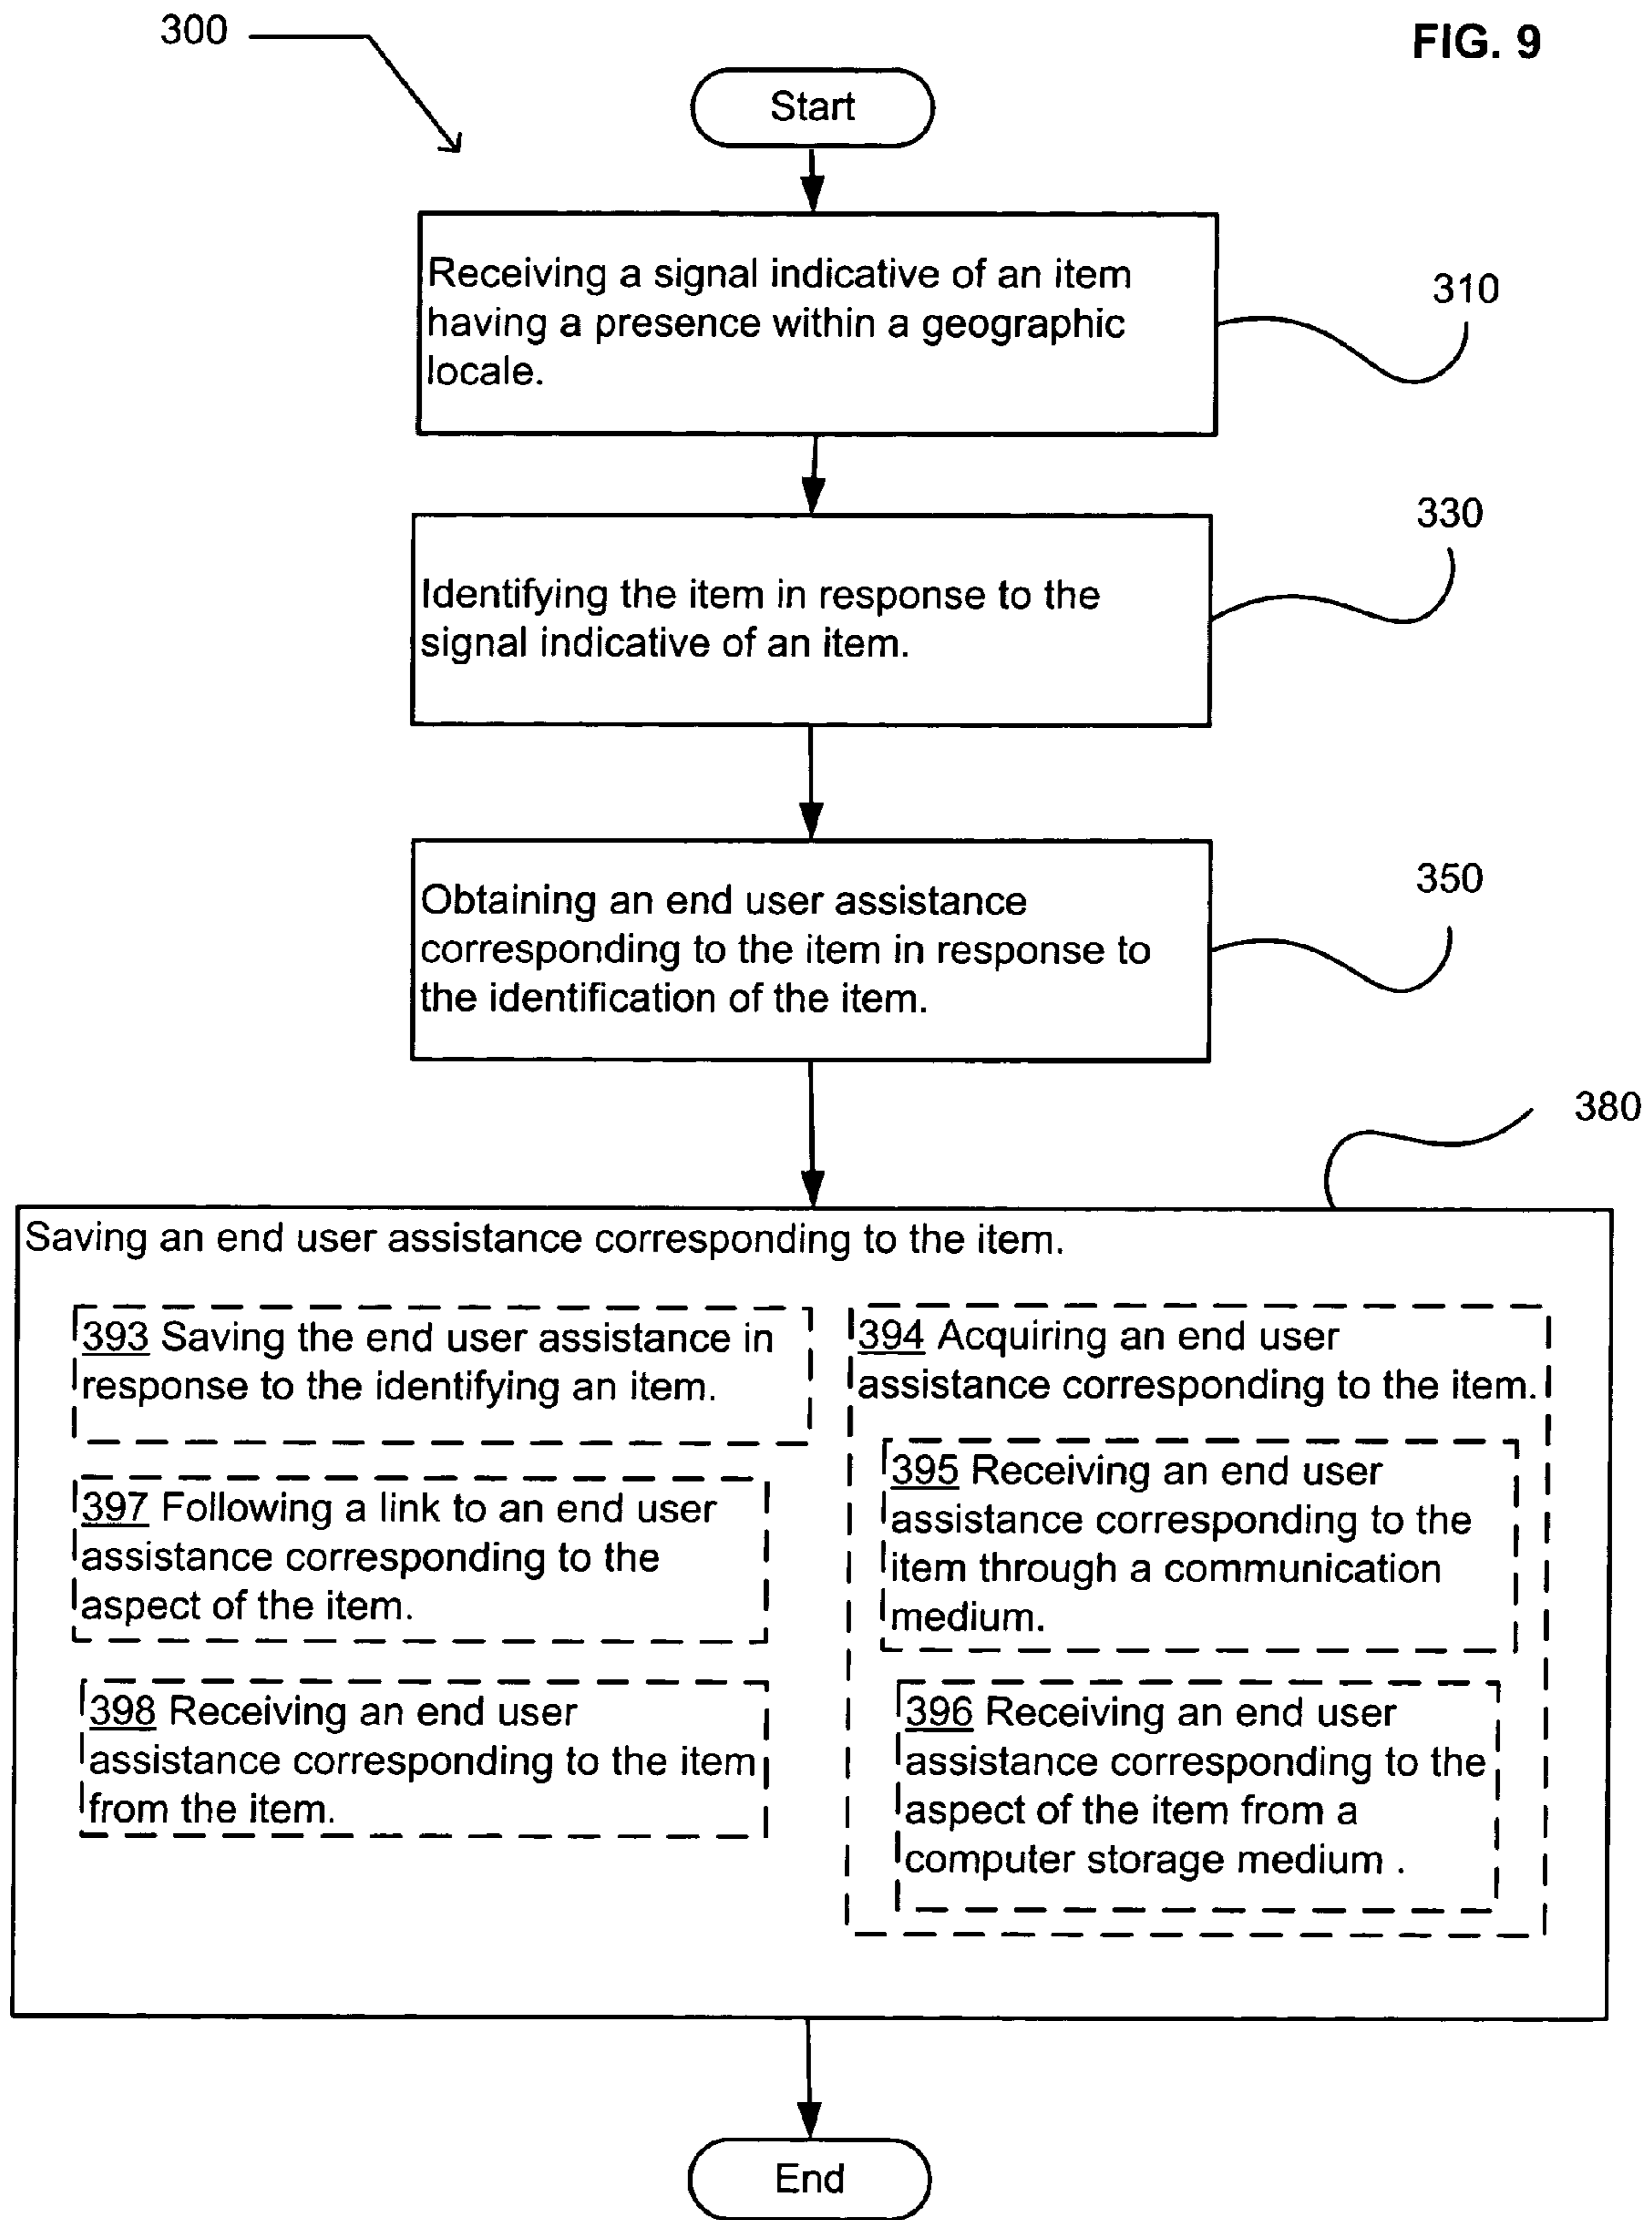 300
FIG. 9
Start
Receiving a signal indicative of an item
having a presence within a geographic
locale.
310
330
Identifying the item in response to the
signal indicative of an item.
350
Obtaining an end user assistance
corresponding to the item in response to
the identification of the item.
380
Saving an end user assistance corresponding to the item.
393 Saving the end user assistance in
response to the identifying an item.
397 Following a link to an end user
assistance corresponding to the
aspect of the item.
398 Receiving an end user
assistance corresponding to the item
from the item.
394 Acquiring an end user
assistance corresponding to the item.
395 Receiving an end user
assistance corresponding to the
item through a communication
medium.
396 Receiving an end user
assistance corresponding to the
aspect of the item from a
computer storage medium .
End